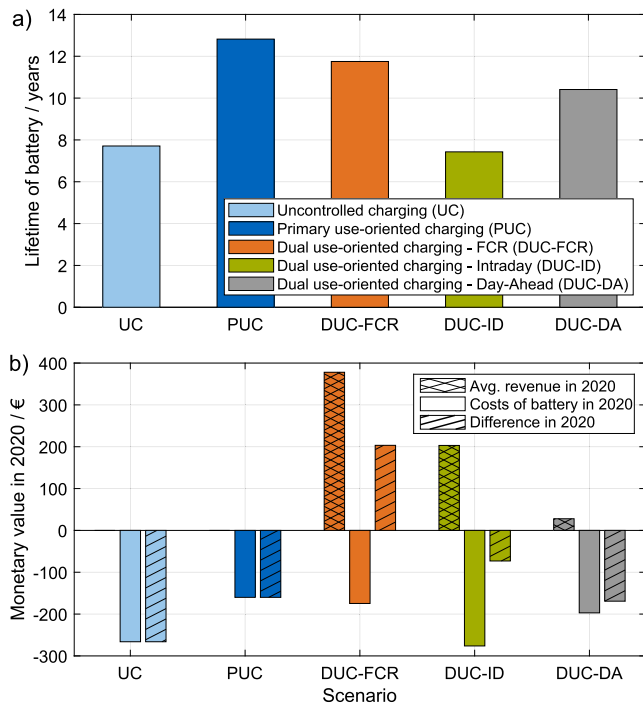 a)
14
12
10
8
6
4
2
0
Lifetime of battery / years
Uncontrolled charging (UC)
Primary use-oriented charging (PUC)
Dual use-oriented charging - FCR (DUC-FCR)
Dual use-oriented charging - Intraday (DUC-ID)
Dual use-oriented charging - Day-Ahead (DUC-DA)
UC PUC DUC-FCR DUC-ID DUC-DA
b)
400
300
200
100
0
-100
-200
-300
Monetary value in 2020 / €
Avg. revenue in 2020
Costs of battery in 2020
Difference in 2020
UC PUC DUC-FCR DUC-ID DUC-DA
Scenario